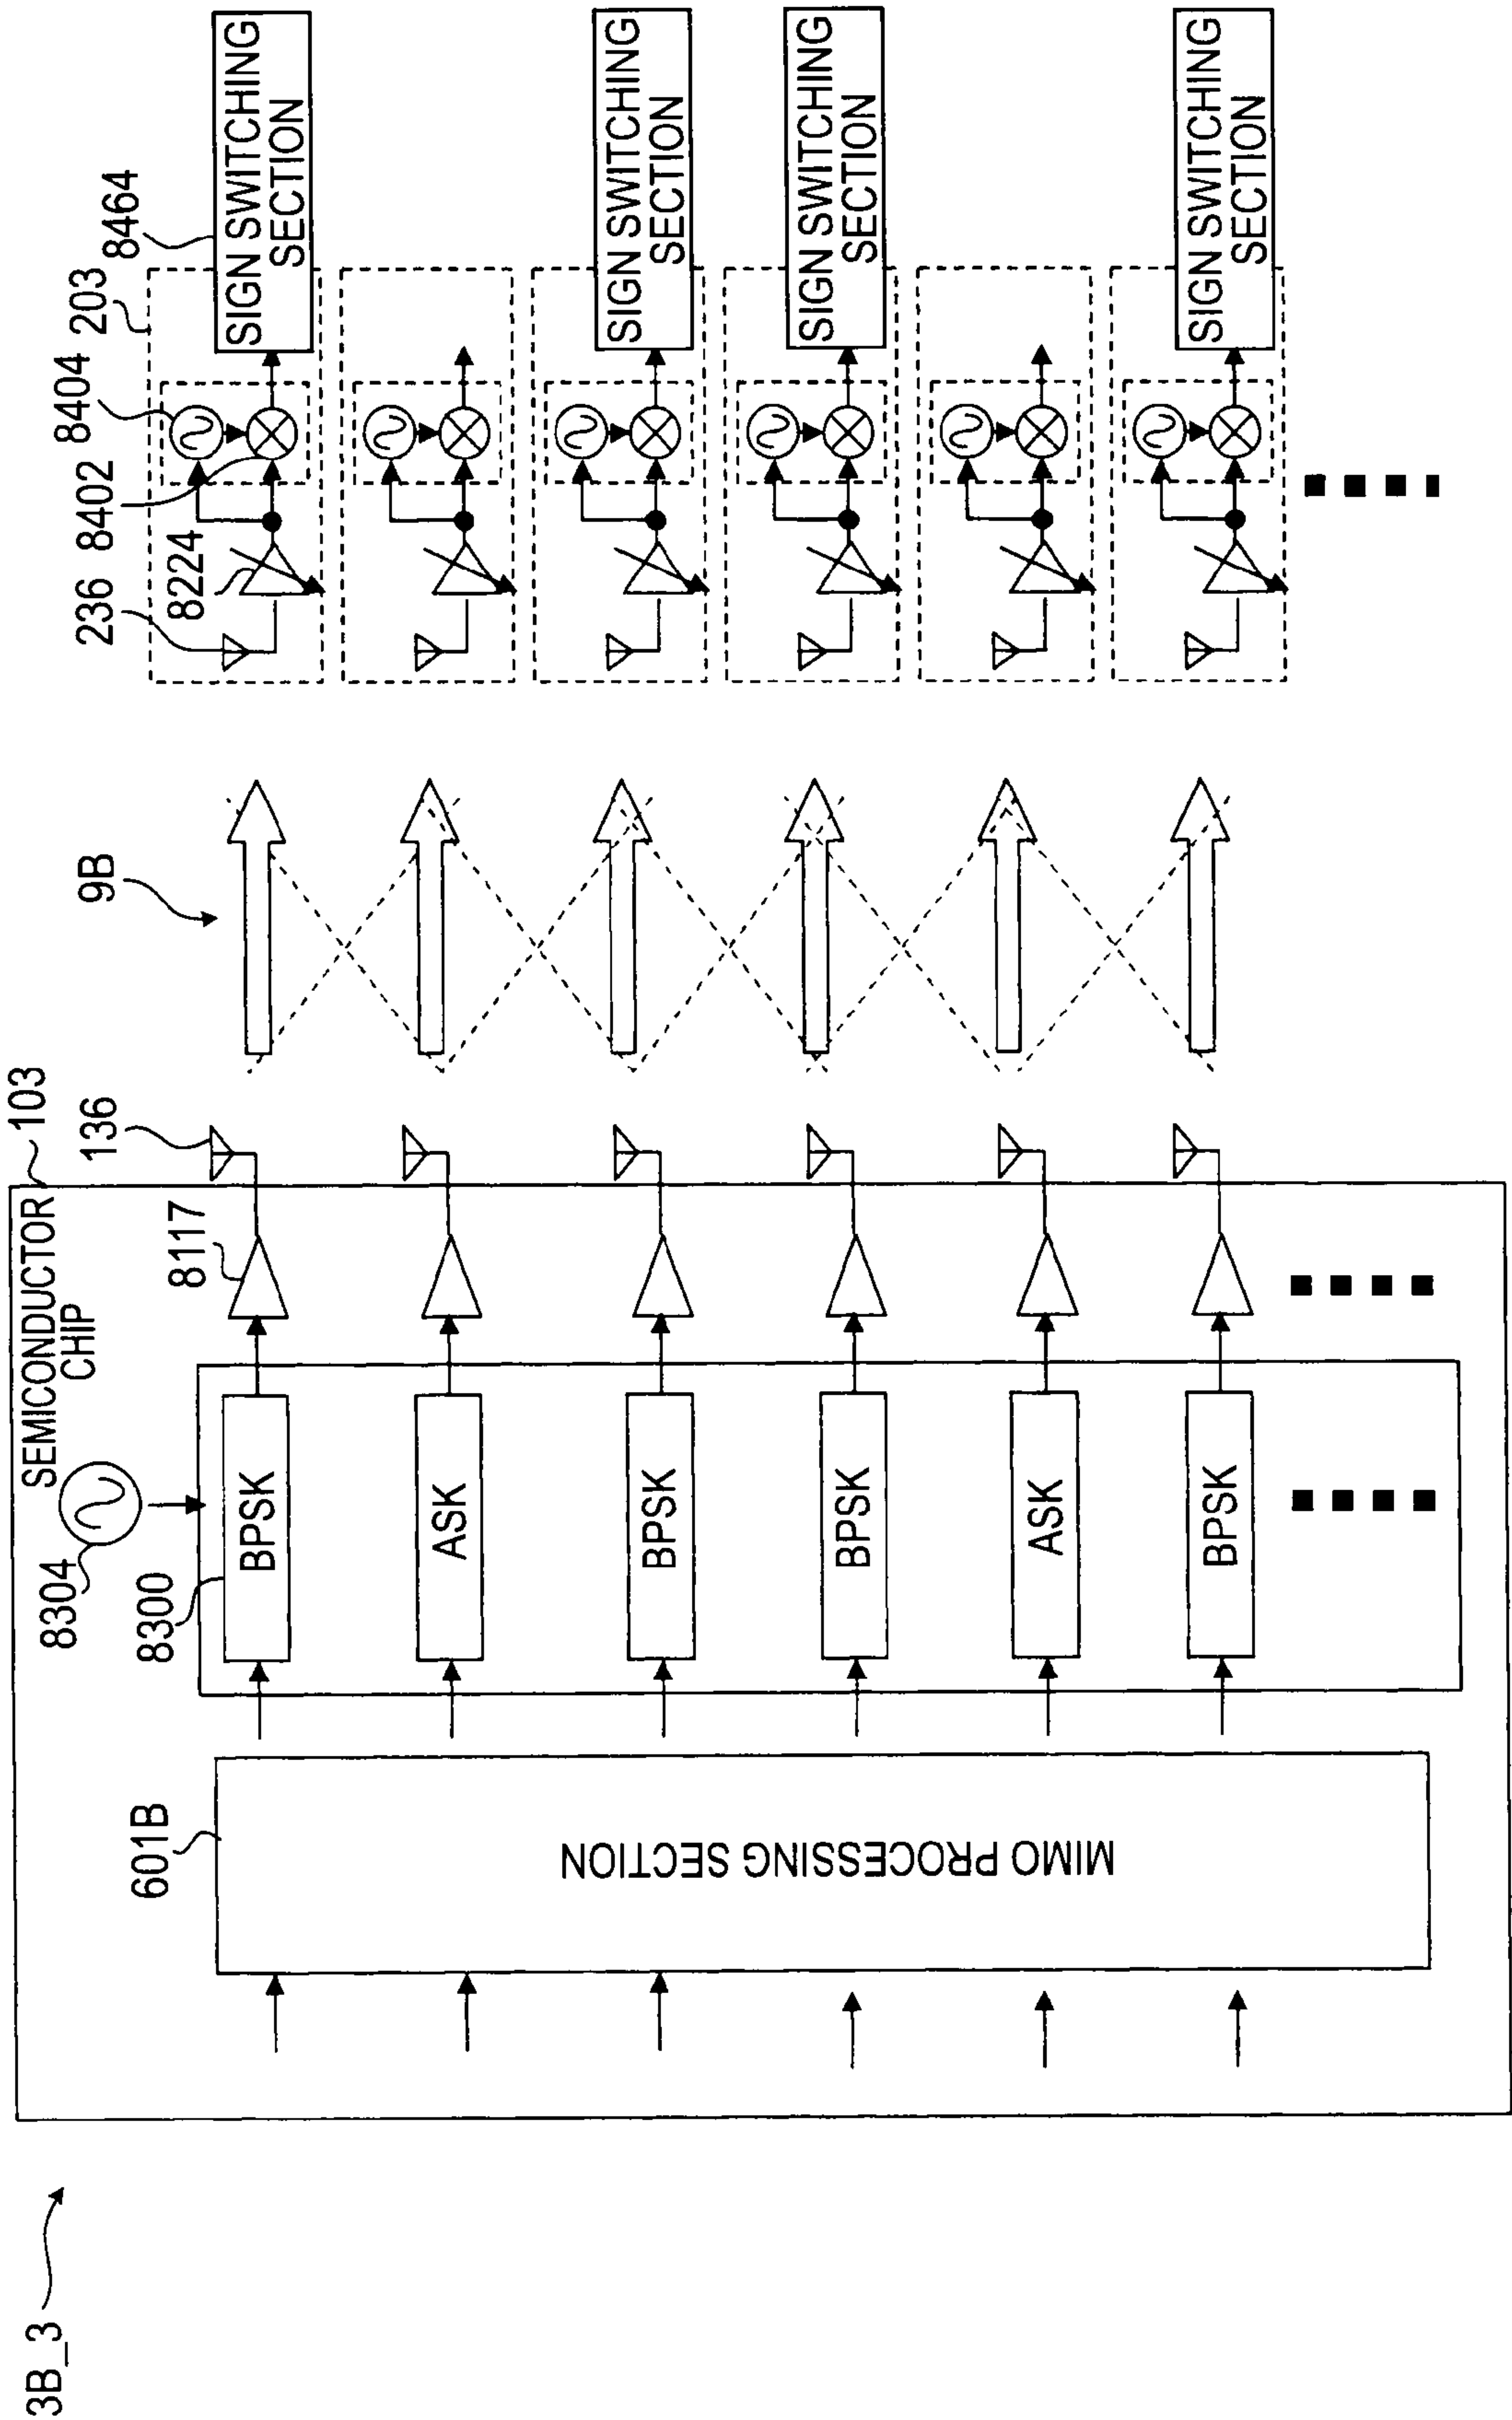 3B_3
SEMICONDUCTOR
CHIP
103
8304
8300
601B
MIMO PROCESSING SECTION
BPSK
ASK
BPSK
BPSK
ASK
BPSK
8117
136
9B
236
8224
8402
8404
203
8464
SIGN SWITCHING
SECTION
SIGN SWITCHING
SECTION
SIGN SWITCHING
SECTION
SIGN SWITCHING
SECTION